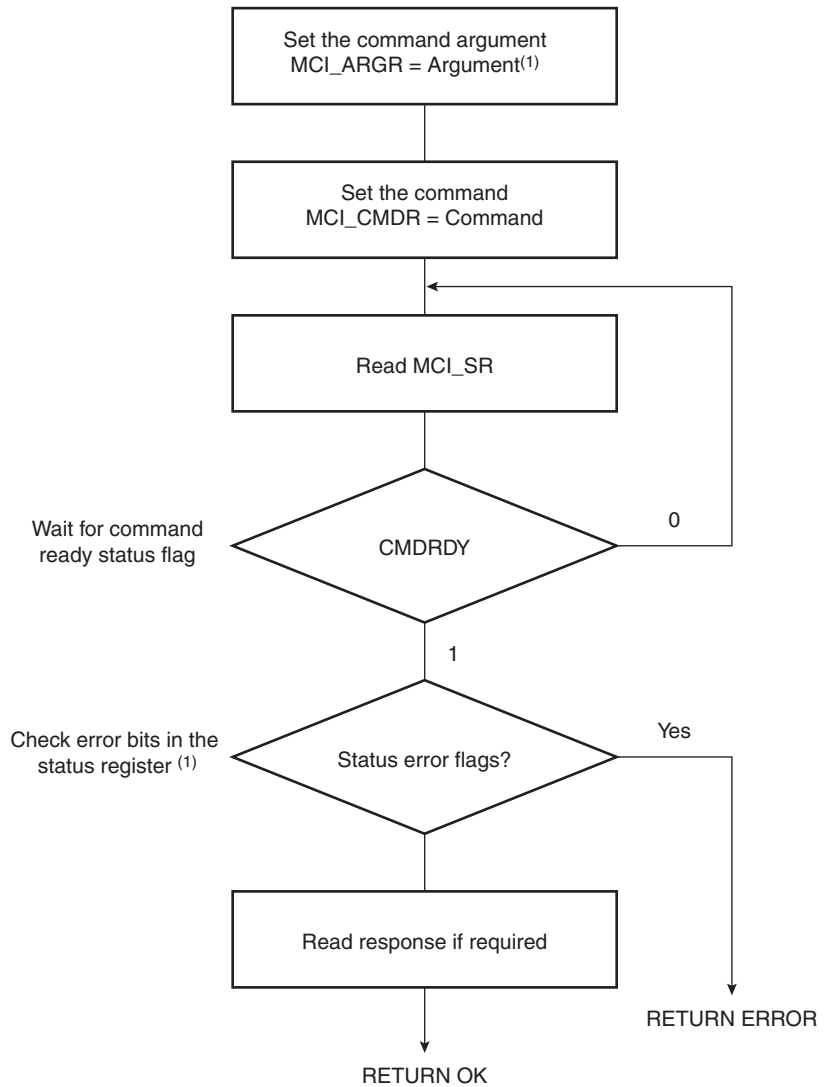 Set the command argument
MCI_ARGR = Argument(1)
Set the command
MCI_CMDR = Command
Read MCI_SR
Wait for command
ready status flag
CMDRDY
0
1
Check error bits in the
status register (1)
Status error flags?
Yes
Read response if required
RETURN ERROR
RETURN OK